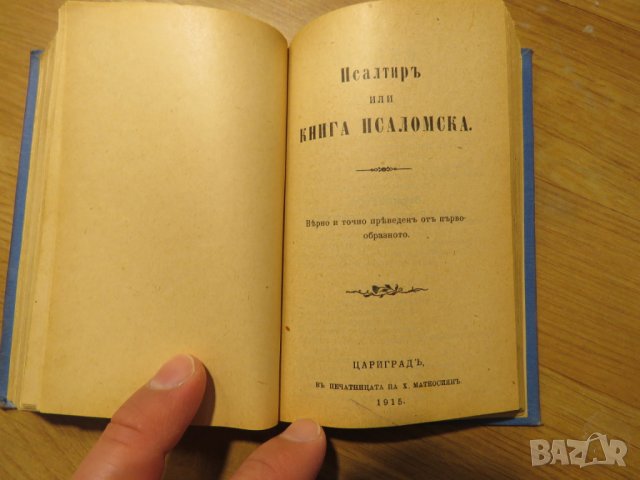 Псалтиръ
или
КНИГА ПСАЛОМСКА.
Вѣрно и точно прѣведенъ отъ първо-
образното.
ЦАРИГРАДЪ,
ВЪ ПЕЧАТНИЦАТА НА Х. МАТЕОСИЯНЪ
1915.
BAZAR